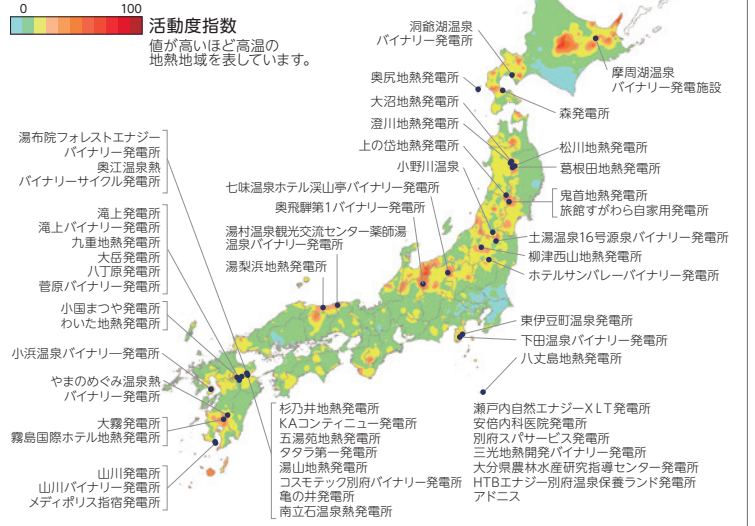 0 100
活動度指数
値が高いほど高温の
地熱地域を表しています。
洞爺湖温泉
バイナリー発電所
奥尻地熱発電所
大沼地熱発電所
澄川地熱発電所
上の岱地熱発電所
小野川温泉
七味温泉ホテル渓山亭バイナリー発電所
奥飛騨第1バイナリー発電所
湯村温泉観光交流センター薬師湯
温泉バイナリー発電所
湯梨浜地熱発電所
摩周湖温泉
バイナリー発電施設
森発電所
松川地熱発電所
葛根田地熱発電所
鬼首地熱発電所
旅館すがわら自家用発電所
土湯温泉16号源泉バイナリー発電所
柳津西山地熱発電所
ホテルサンバレーバイナリー発電所
東伊豆町温泉発電所
下田温泉バイナリー発電所
八丈島地熱発電所
湯布院フォレストエナジー
バイナリー発電所
奥江温泉熱
バイナリーサイクル発電所
滝上発電所
滝上バイナリー発電所
九重地熱発電所
大岳発電所
八丁原発電所
菅原バイナリー発電所
小国まつや発電所
わいた地熱発電所
小浜温泉バイナリー発電所
やまのめぐみ温泉熱
バイナリー発電所
大霧発電所
霧島国際ホテル地熱発電所
山川発電所
山川バイナリー発電所
メディポリス指宿発電所
杉乃井地熱発電所
KAコンティニュー発電所
五湯苑地熱発電所
タタラ第一発電所
湯山地熱発電所
コスモテック別府バイナリー発電所
亀の井発電所
南立石温泉熱発電所
瀬戸内自然エナジーXLT発電所
安倍内科医院発電所
別府スパサービス発電所
三光地熱開発バイナリー発電所
大分県農林水産研究指導センター発電所
HTBエナジー別府温泉保養ランド発電所
アドニス